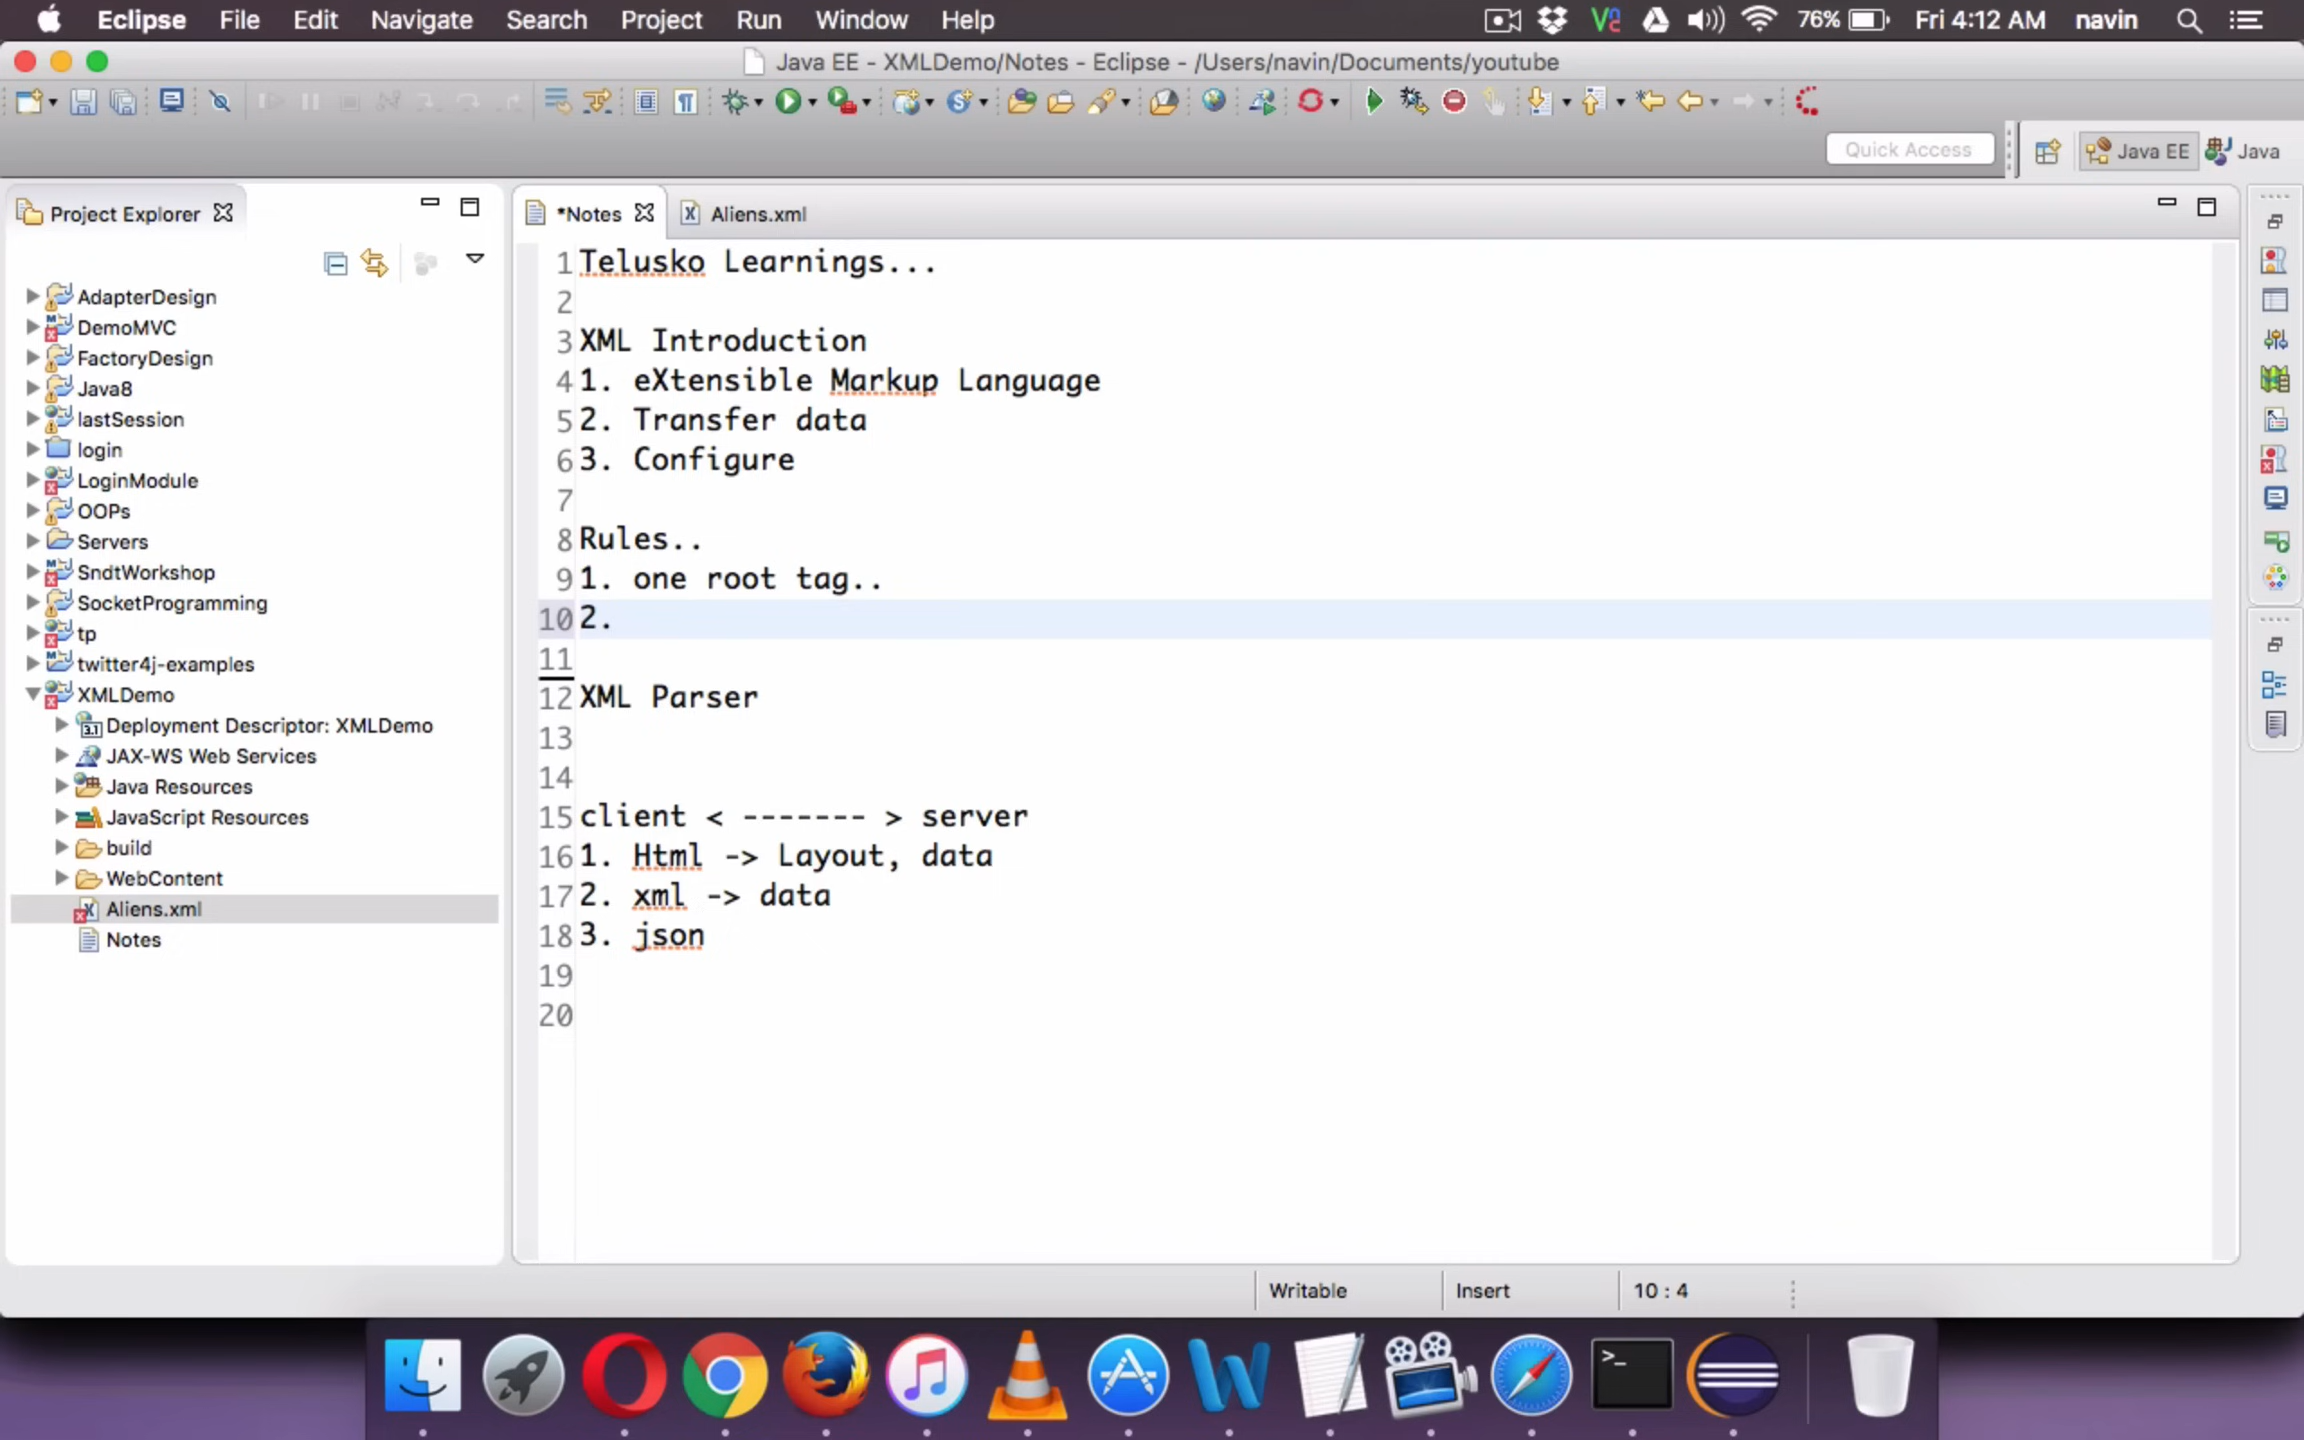 Eclipse File Edit Navigate Search Project Run Window Help 76% Fri 4:12 AM navin
Java EE - XMLDemo/Notes - Eclipse - /Users/navin/Documents/youtube
Quick Access Java EE Java
Project Explorer
*Notes Aliens.xml
AdapterDesign
DemoMVC
FactoryDesign
Java8
lastSession
login
LoginModule
OOPs
Servers
SndtWorkshop
SocketProgramming
tp
twitter4j-examples
XMLDemo
Deployment Descriptor: XMLDemo
JAX-WS Web Services
Java Resources
JavaScript Resources
build
WebContent
Aliens.xml
Notes
1 Telusko Learnings...
2
3 XML Introduction
4 1. eXtensible Markup Language
5 2. Transfer data
6 3. Configure
7
8 Rules..
9 1. one root tag..
10 2.
11
12 XML Parser
13
14
15 client < ------- > server
16 1. Html -> Layout, data
17 2. xml -> data
18 3. json
19
20
Writable Insert 10 : 4